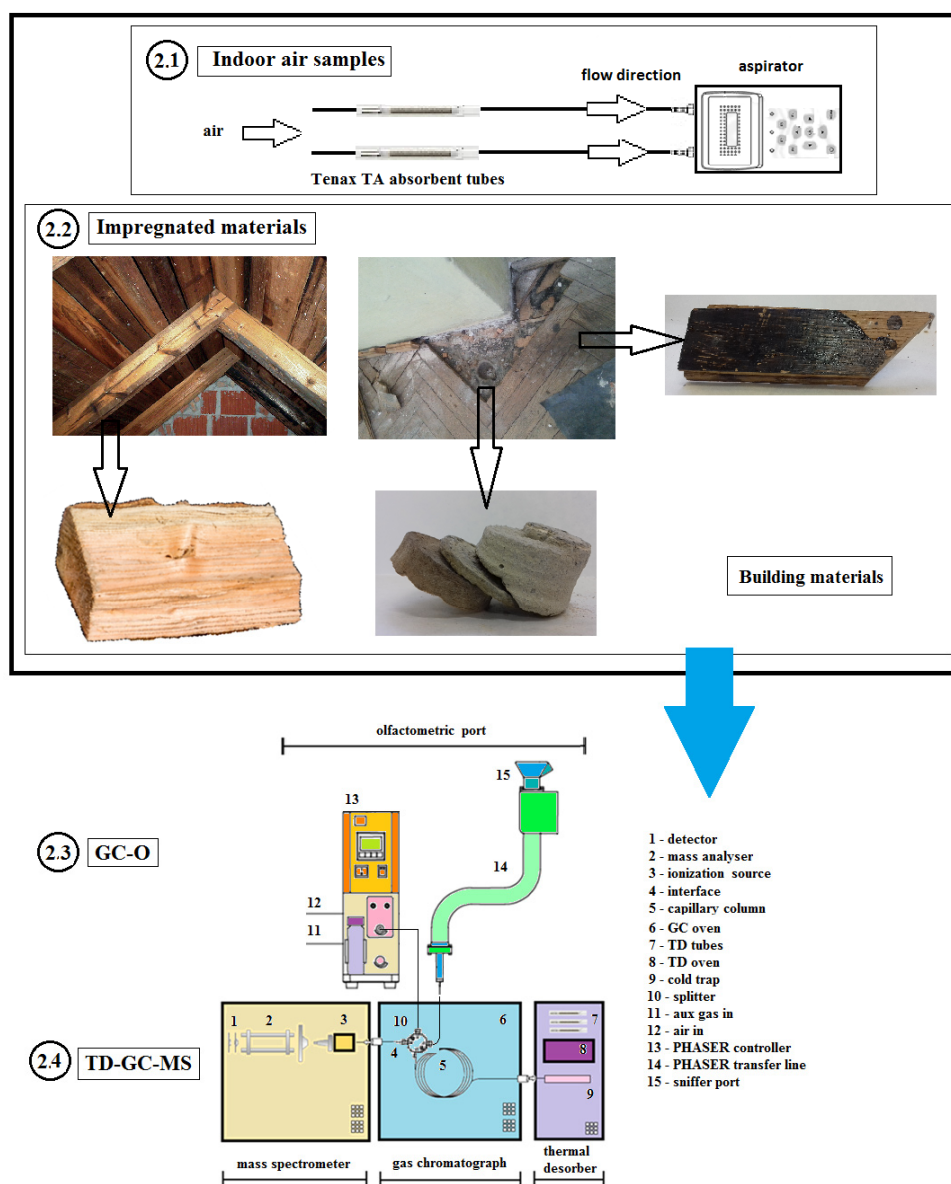 2.1 Indoor air samples
flow direction
aspirator
air
Tenax TA absorbent tubes
2.2 Impregnated materials
Building materials
olfactometric port
15
13
14
12
11
2.3 GC-O
1 - detector
2 - mass analyser
3 - ionization source
4 - interface
5 - capillary column
6 - GC oven
7 - TD tubes
8 - TD oven
9 - cold trap
10 - splitter
11 - aux gas in
12 - air in
13 - PHASER controller
14 - PHASER transfer line
15 - sniffer port
2.4 TD-GC-MS
1 2 3 10 6 7
4 5 8
9
mass spectrometer
gas chromatograph
thermal
desorber